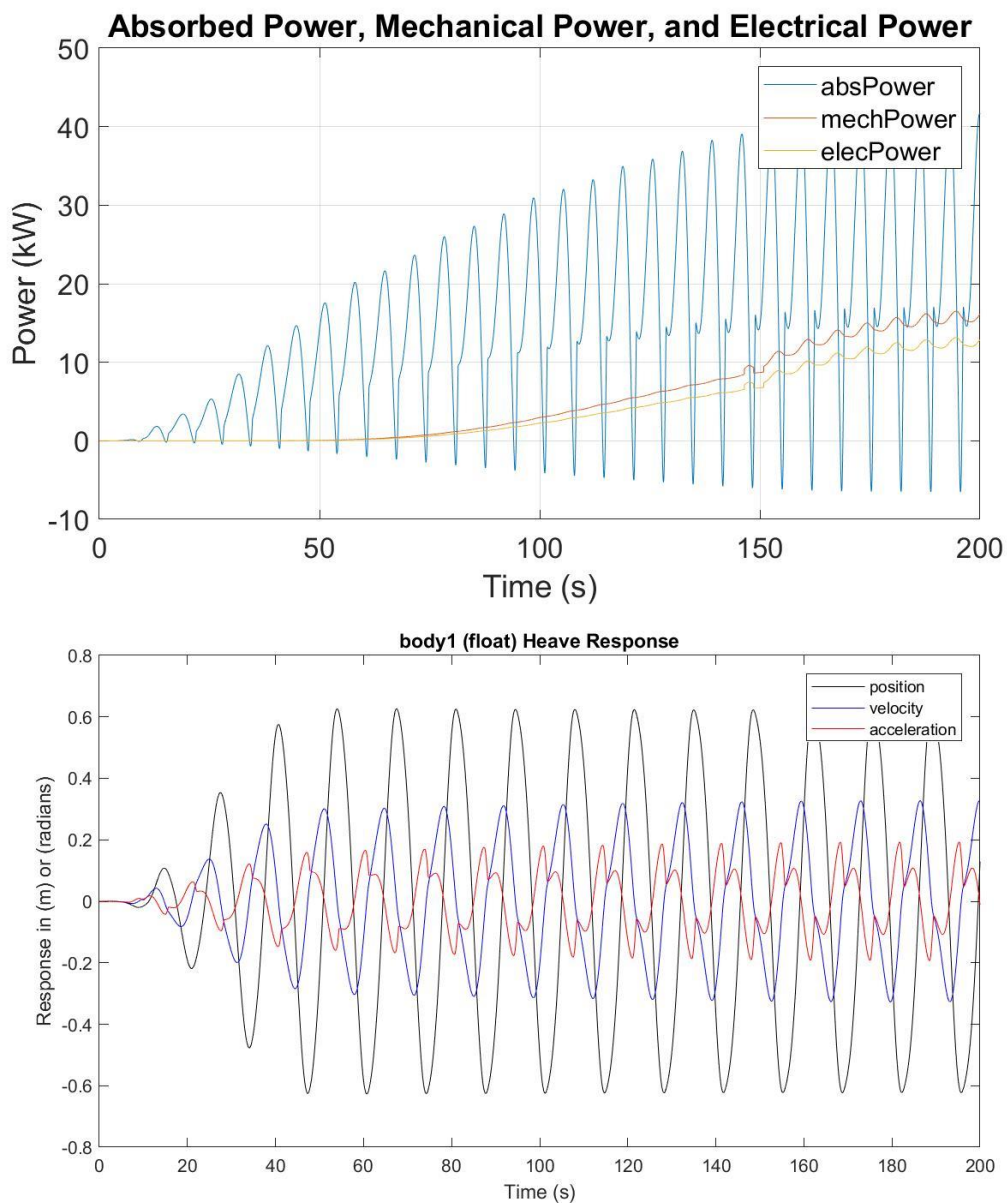 Absorbed Power, Mechanical Power, and Electrical Power
50
absPower
mechPower
elecPower
40
30
20
10
0
-10
Power (kW)
0 50 100 150 200
Time (s)
body1 (float) Heave Response
0.8
position
velocity
acceleration
0.6
0.4
0.2
0
-0.2
-0.4
-0.6
-0.8
Response in (m) or (radians)
0 20 40 60 80 100 120 140 160 180 200
Time (s)